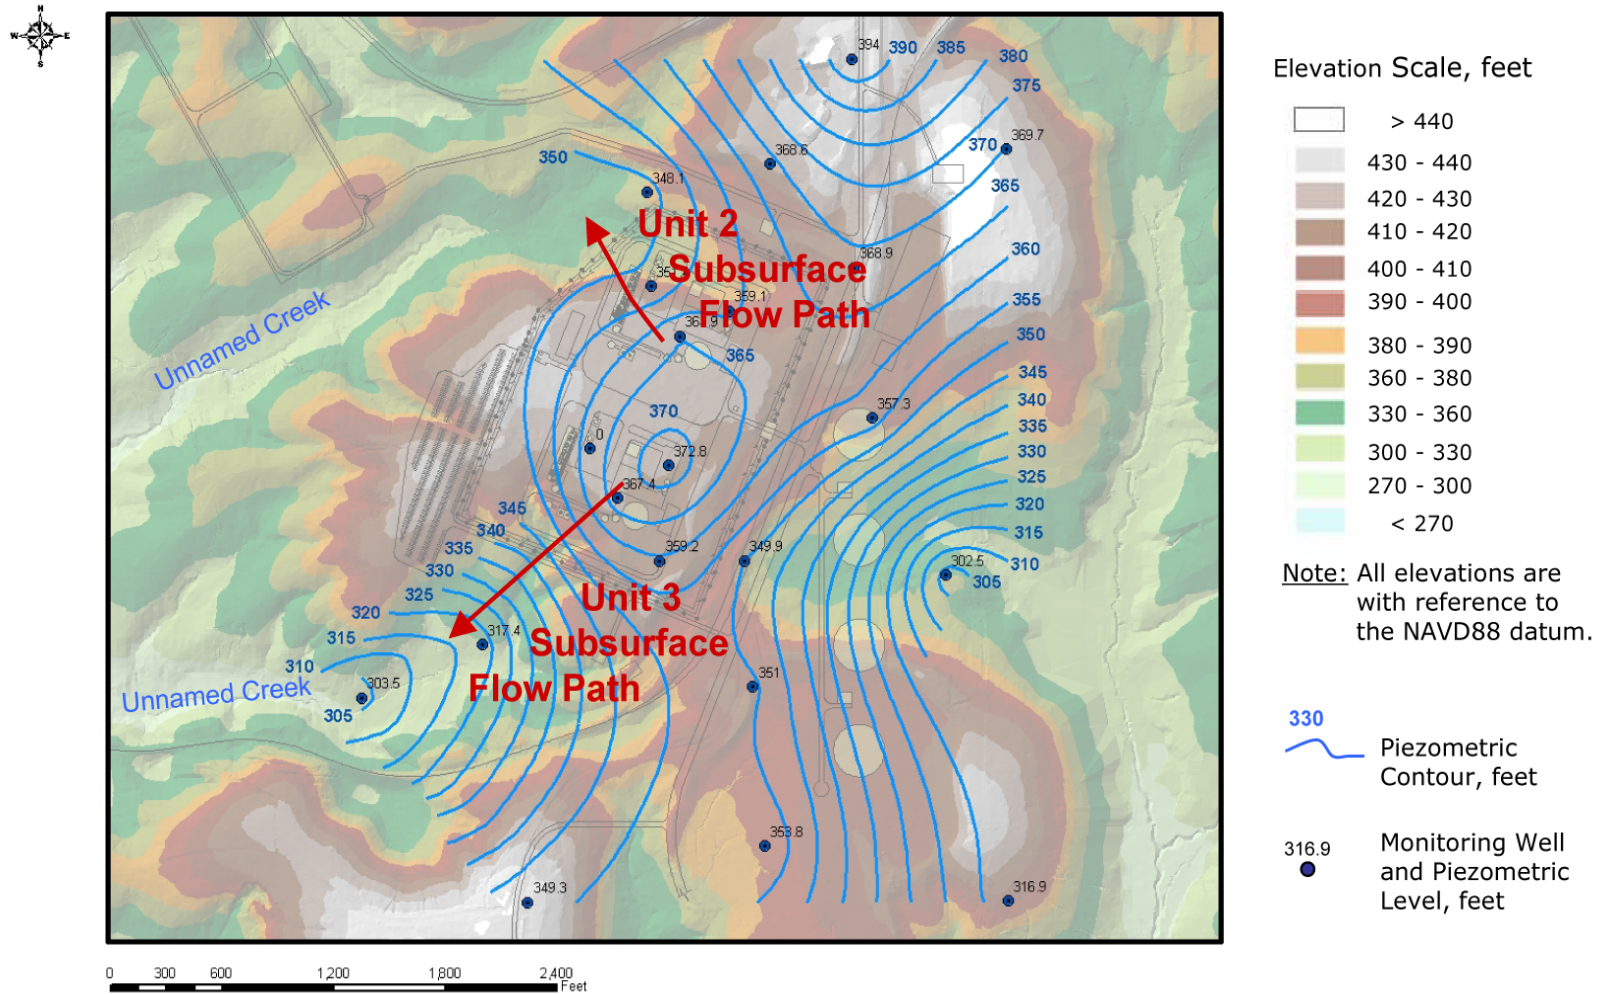 N
W E
S
394
390
385
380
375
369.7
370
368.6
365
350
348.1
Unit 2
Subsurface
Flow Path
368.9
359.1
360
355
350
345
340
335
330
325
320
315
310
302.5
305
365
370
357.3
0
372.8
367.4
345
340
335
330
325
320
315
310
305
359.2
349.9
Unit 3
Subsurface
Flow Path
317.4
303.5
351
353.8
349.3
316.9
Unnamed Creek
Unnamed Creek
0 300 600 1,200 1,800 2,400
Feet
Elevation Scale, feet
> 440
430 - 440
420 - 430
410 - 420
400 - 410
390 - 400
380 - 390
360 - 380
330 - 360
300 - 330
270 - 300
< 270
Note: All elevations are
with reference to
the NAVD88 datum.
330
Piezometric
Contour, feet
316.9
Monitoring Well
and Piezometric
Level, feet